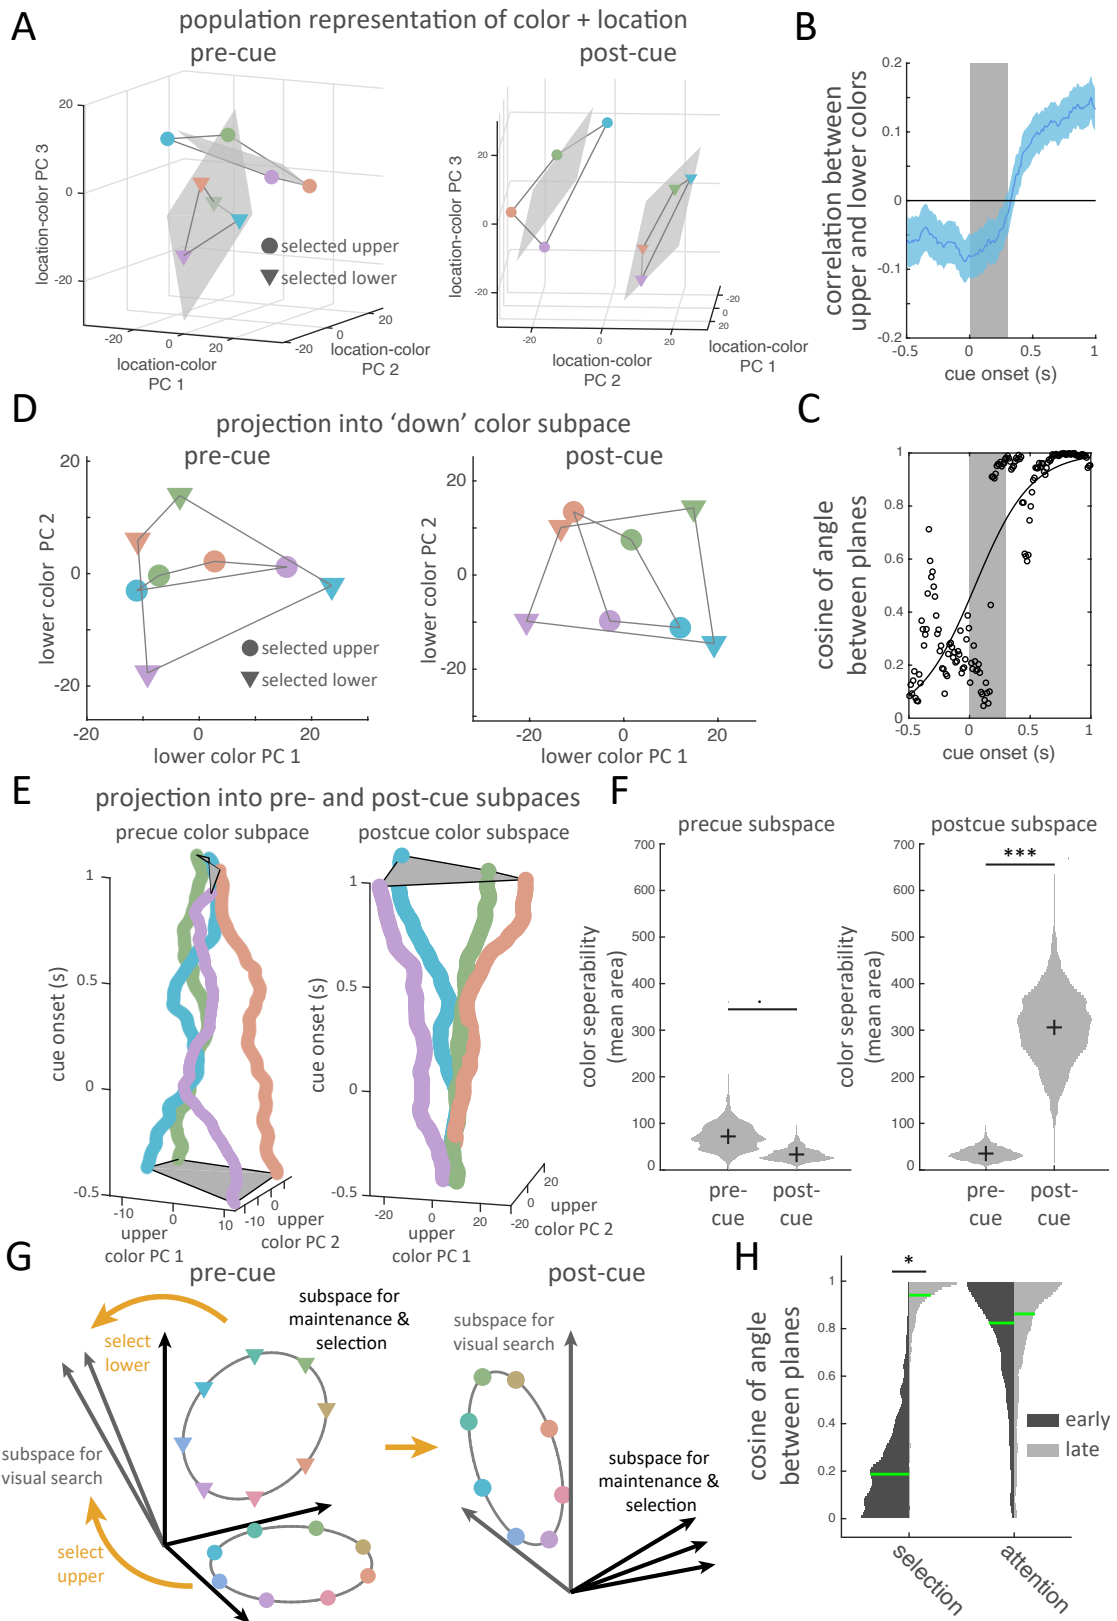 A
population representation of color + location
pre-cue
post-cue
20
0
-20
location-color PC 3
-20
0
20
location-color
PC 1
-20
0
20
location-color
PC 2
selected upper
selected lower
20
0
-20
location-color PC 3
-20
0
20
location-color
PC 2
-20
0
20
location-color
PC 1
B
correlation between
upper and lower colors
0.2
0.1
0
-0.1
-0.2
-0.5
0
0.5
1
cue onset (s)
D
projection into ‘down’ color subspace
pre-cue
post-cue
20
0
-20
lower color PC 2
-20
0
20
lower color PC 1
selected upper
selected lower
20
0
-20
lower color PC 2
-20
0
20
lower color PC 1
C
cosine of angle
between planes
1
0.8
0.6
0.4
0.2
0
-0.5
0
0.5
1
cue onset (s)
E
projection into pre- and post-cue subspaces
precue color subspace
postcue color subspace
1
0.5
0
-0.5
cue onset (s)
-10
0
10
upper
color PC 1
-10
0
upper
color PC 2
1
0.5
0
-0.5
cue onset (s)
-20
0
20
upper
color PC 1
-20
0
20
upper
color PC 2
F
precue subspace
postcue subspace
700
600
500
400
300
200
100
0
color seperability
(mean area)
pre-
cue
post-
cue
700
600
500
400
300
200
100
0
color seperability
(mean area)
***
pre-
cue
post-
cue
G
pre-cue
post-cue
select
lower
subspace for
maintenance &
selection
subspace for
visual search
select
upper
subspace for
visual search
subspace for
maintenance &
selection
H
cosine of angle
between planes
1
0.8
0.6
0.4
0.2
0
*
early
late
selection
attention